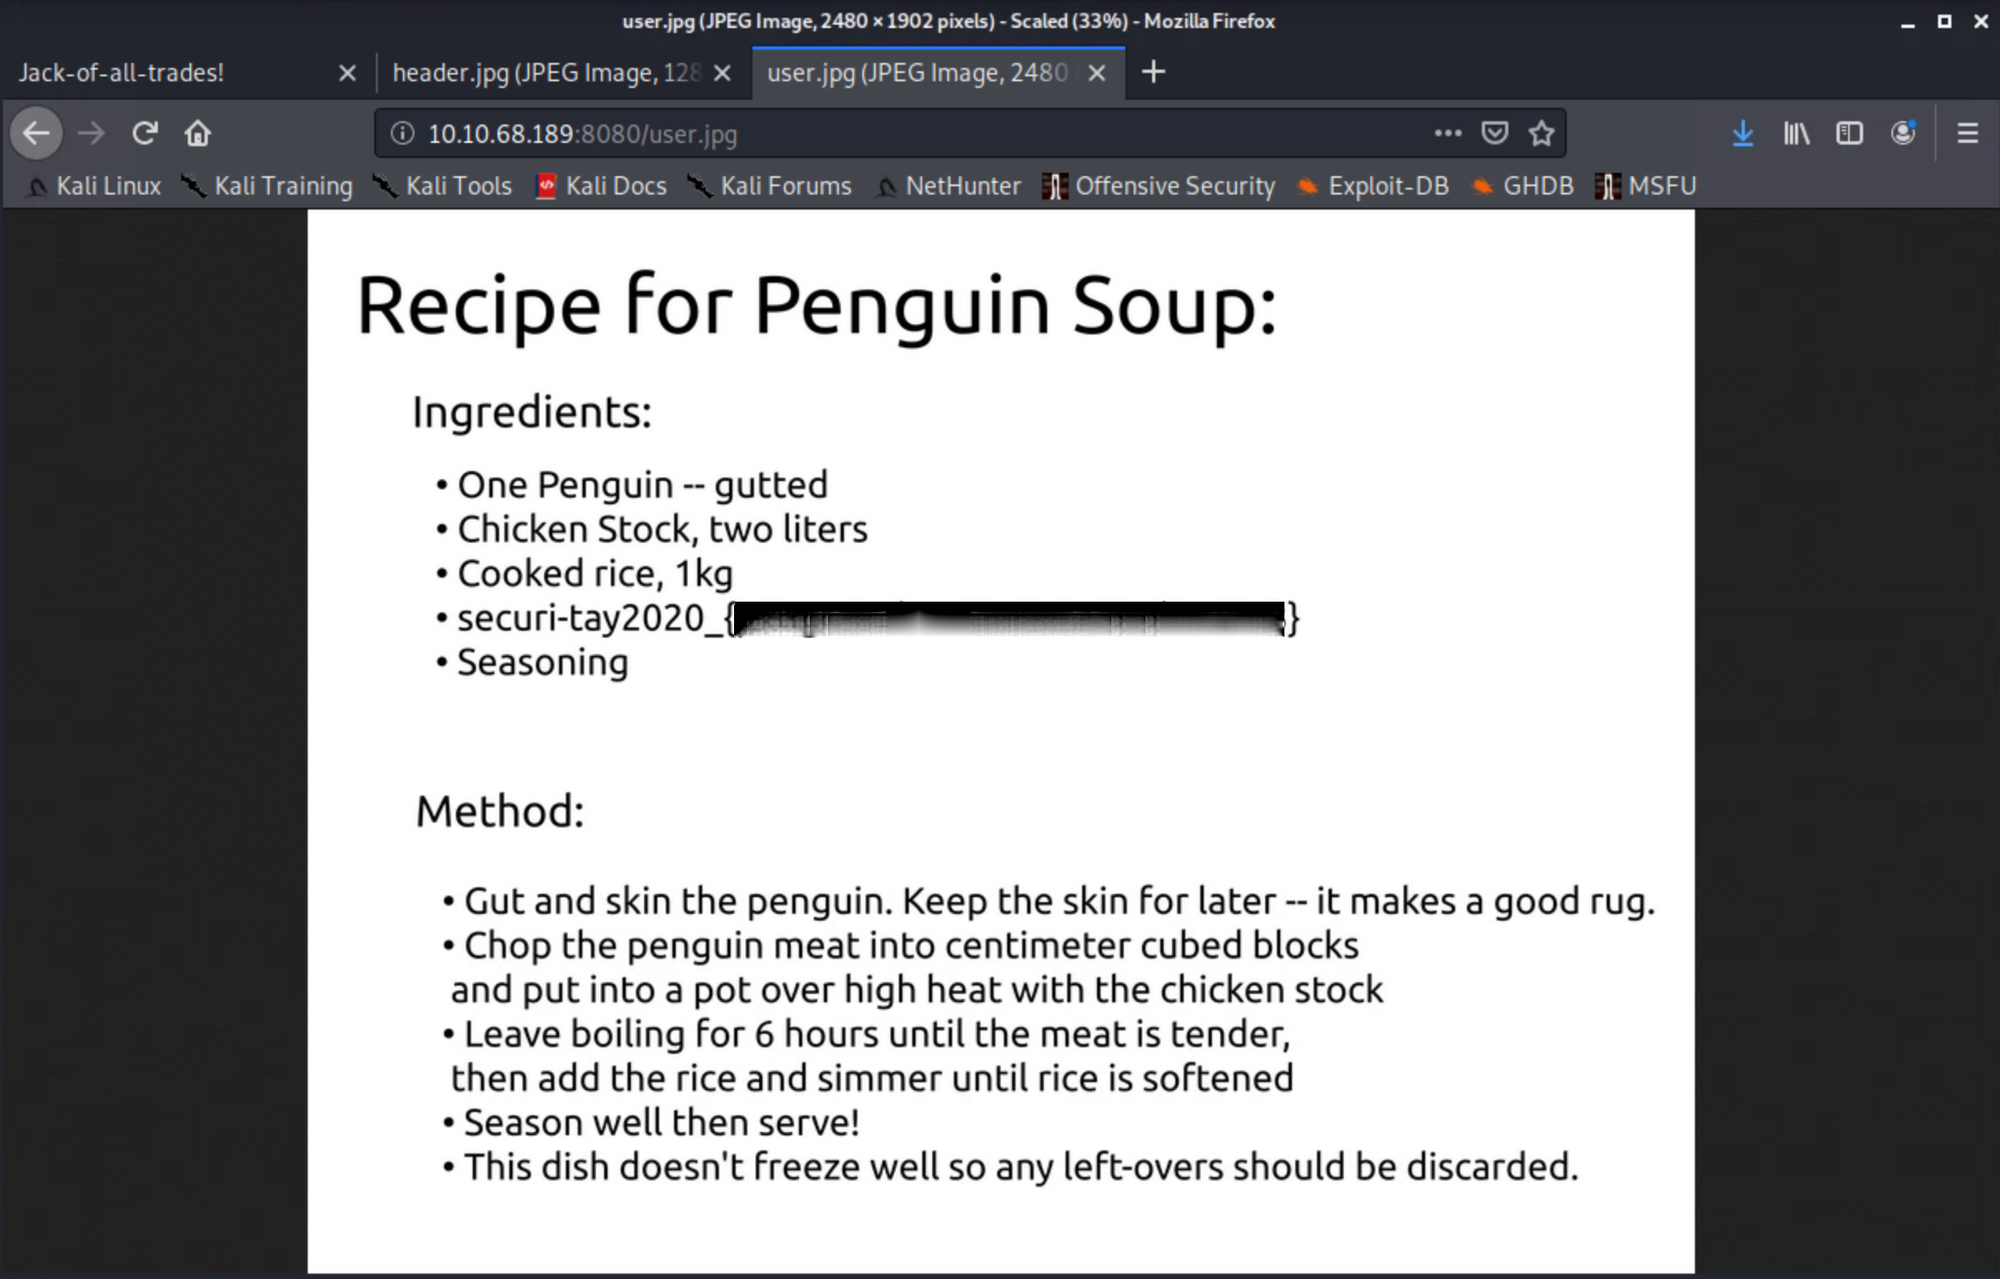 user.jpg (JPEG Image, 2480 × 1902 pixels) - Scaled (33%) - Mozilla Firefox
Jack-of-all-trades!
header.jpg (JPEG Image, 128
user.jpg (JPEG Image, 2480
10.10.68.189:8080/user.jpg
Kali Linux Kali Training Kali Tools Kali Docs Kali Forums NetHunter Offensive Security Exploit-DB GHDB MSFU
Recipe for Penguin Soup:
Ingredients:
• One Penguin -- gutted
• Chicken Stock, two liters
• Cooked rice, 1kg
• securi-tay2020_{ }
• Seasoning
Method:
• Gut and skin the penguin. Keep the skin for later -- it makes a good rug.
• Chop the penguin meat into centimeter cubed blocks
and put into a pot over high heat with the chicken stock
• Leave boiling for 6 hours until the meat is tender,
then add the rice and simmer until rice is softened
• Season well then serve!
• This dish doesn't freeze well so any left-overs should be discarded.